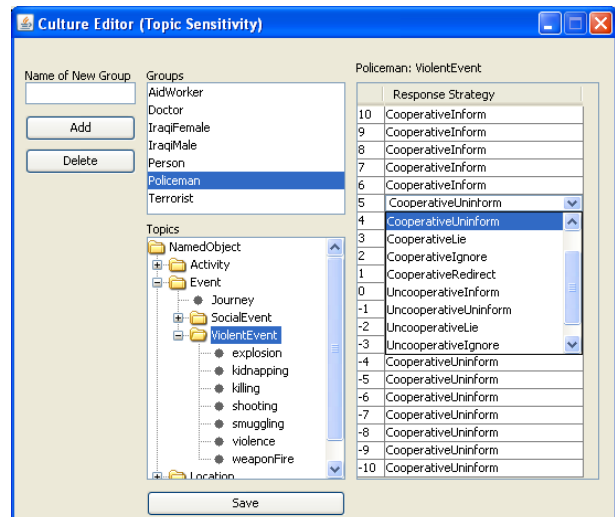 Culture Editor (Topic Sensitivity)
Name of New Group
Add
Delete
Groups
AidWorker
Doctor
IraqiFemale
IraqiMale
Person
Policeman
Terrorist
Topics
NamedObject
Activity
Event
Journey
SocialEvent
ViolentEvent
explosion
kidnapping
killing
shooting
smuggling
violence
weaponFire
Location
Save
Policeman: ViolentEvent
Response Strategy
10 CooperativeInform
9 CooperativeInform
8 CooperativeInform
7 CooperativeInform
6 CooperativeInform
5 CooperativeUninform
4 CooperativeUninform
3 CooperativeLie
2 CooperativeIgnore
1 CooperativeRedirect
0 UncooperativeInform
-1 UncooperativeUninform
-2 UncooperativeLie
-3 UncooperativeIgnore
-4 CooperativeUninform
-5 CooperativeUninform
-6 CooperativeUninform
-7 CooperativeUninform
-8 CooperativeUninform
-9 CooperativeUninform
-10 CooperativeUninform